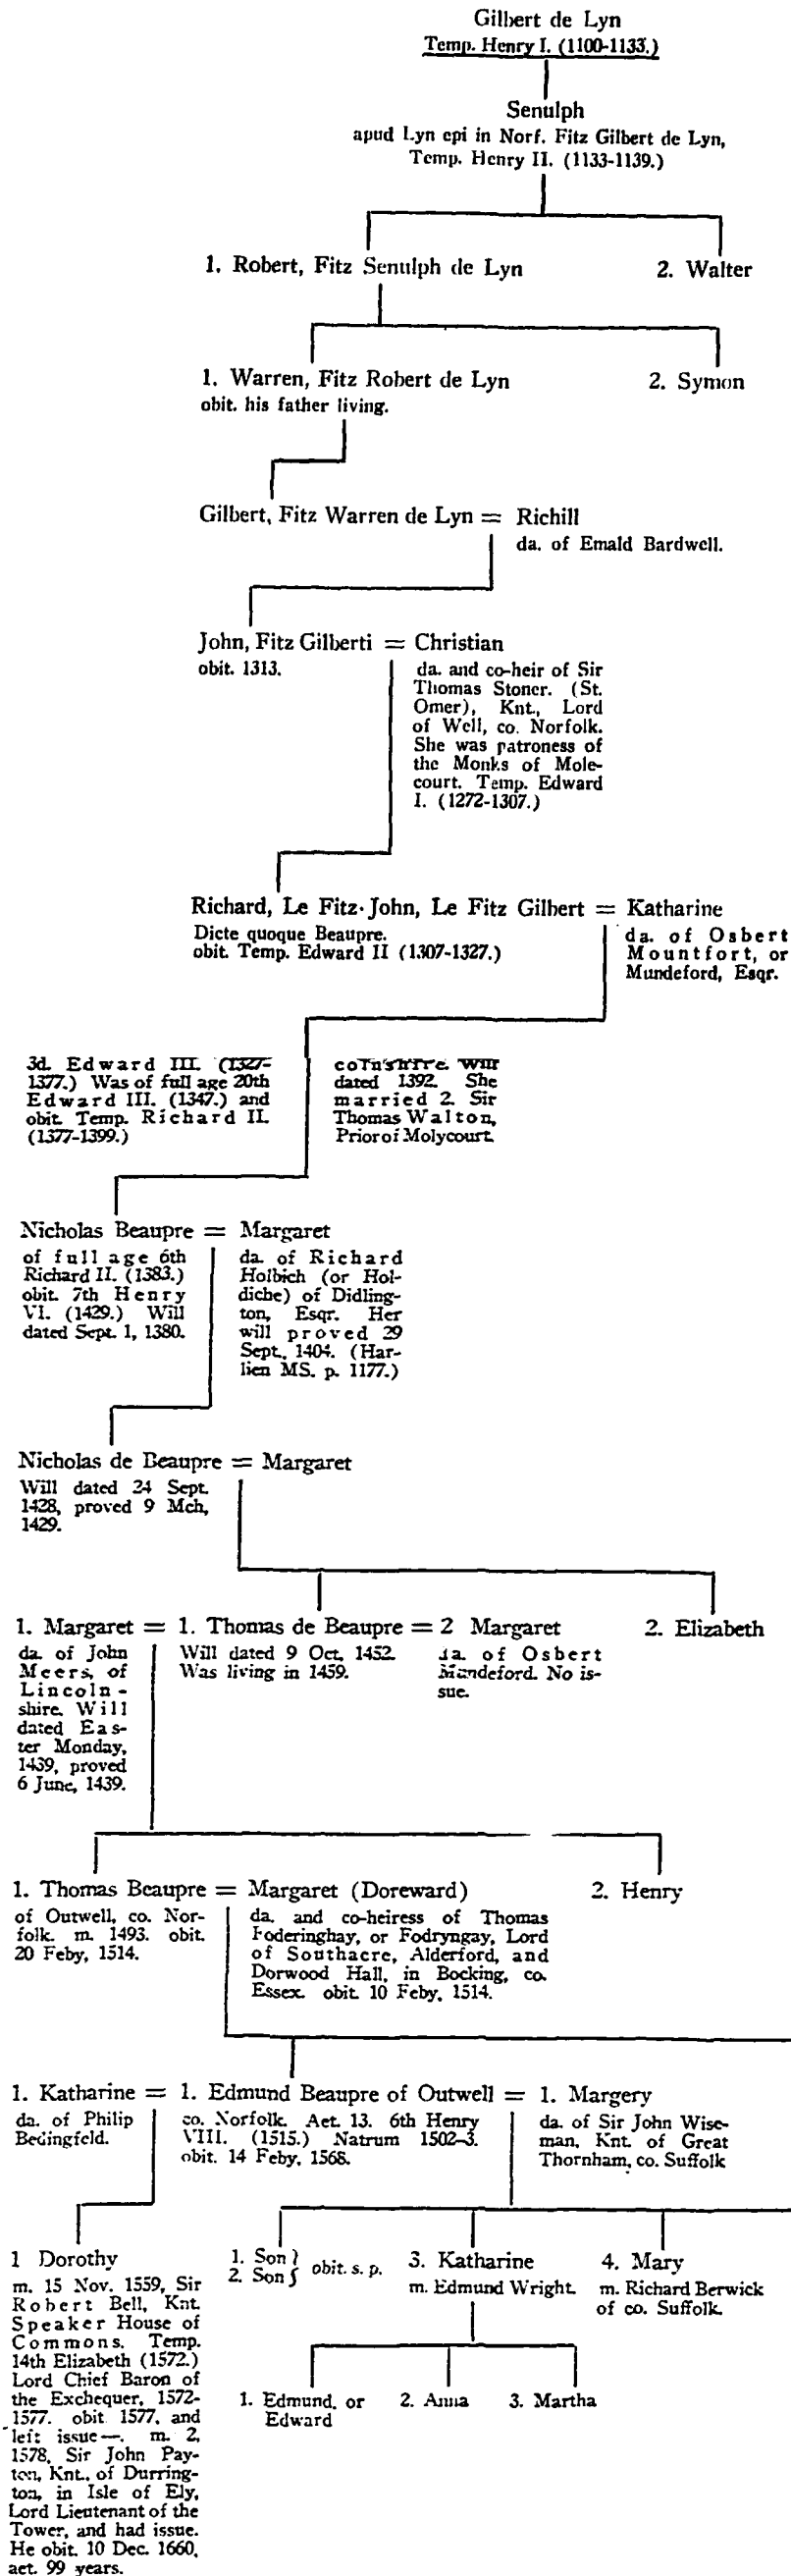 Gilbert de Lyn
Temp. Henry I. (1100-1133.)
Senulph
apud Lyn epi in Norf. Fitz Gilbert de Lyn,
Temp. Henry II. (1133-1139.)
1. Robert, Fitz Senulph de Lyn
2. Walter
1. Warren, Fitz Robert de Lyn
obit. his father living.
2. Symon
Gilbert, Fitz Warren de Lyn = Richill
da. of Emald Bardwell.
John, Fitz Gilberti = Christian
obit. 1313.
da. and co-heir of Sir
Thomas Stoner. (St.
Omer), Knt., Lord
of Well, co. Norfolk.
She was patroness of
the Monks of Mole-
court. Temp. Edward
I. (1272-1307.)
Richard, Le Fitz-John, Le Fitz Gilbert = Katharine
Dicte quoque Beaupre.
obit. Temp. Edward II (1307-1327.)
da. of Osbert
Mountfort, or
Mundeford, Esqr.
3d. Edward III. (1327-
1377.) Was of full age 20th
Edward III. (1347.) and
obit. Temp. Richard II.
(1377-1399.)
Will
dated 1392. She
married 2. Sir
Thomas Walton,
Prior of Molycourt.
Nicholas Beaupre = Margaret
of full age 6th
Richard II. (1383.)
obit. 7th Henry
VI. (1429.) Will
dated Sept. 1, 1380.
da. of Richard
Holbich (or Hol-
diche) of Didling-
ton, Esqr. Her
will proved 29
Sept., 1404. (Har-
lien MS. p. 1177.)
Nicholas de Beaupre = Margaret
Will dated 24 Sept.
1428, proved 9 Mch,
1429.
1. Margaret = 1. Thomas de Beaupre = 2 Margaret
2. Elizabeth
da. of John
Meers, of
Lincoln-
shire. Will
dated Eas-
ter Monday,
1439, proved
6 June, 1439.
Will dated 9 Oct. 1452.
Was living in 1459.
da. of Osbert
Mundeford. No is-
sue.
1. Thomas Beaupre = Margaret (Doreward)
2. Henry
of Outwell, co. Nor-
folk. m. 1493. obit.
20 Feby, 1514.
da. and co-heiress of Thomas
Foderinghay, or Fodryngay, Lord
of Southacre, Alderford, and
Dorwood Hall, in Bocking, co.
Essex. obit. 10 Feby, 1514.
1. Katharine = 1. Edmund Beaupre of Outwell = 1. Margery
da. of Philip
Bedingfeld.
co. Norfolk. Aet. 13. 6th Henry
VIII. (1515.) Natrum 1502-3.
obit. 14 Feby, 1568.
da. of Sir John Wise-
man, Knt. of Great
Thornham, co. Suffolk
1 Dorothy
m. 15 Nov. 1559, Sir
Robert Bell, Knt.
Speaker House of
Commons. Temp.
14th Elizabeth (1572.)
Lord Chief Baron of
the Exchequer, 1572-
1577. obit 1577, and
left issue—. m. 2,
1578, Sir John Pay-
ton, Knt., of Durring-
ton, in Isle of Ely,
Lord Lieutenant of the
Tower, and had issue.
He obit. 10 Dec. 1660,
aet. 99 years.
1. Son }
2. Son } obit. s. p.
3. Katharine
m. Edmund Wright.
4. Mary
m. Richard Berwick
of co. Suffolk.
1. Edmund, or
Edward
2. Anna
3. Martha